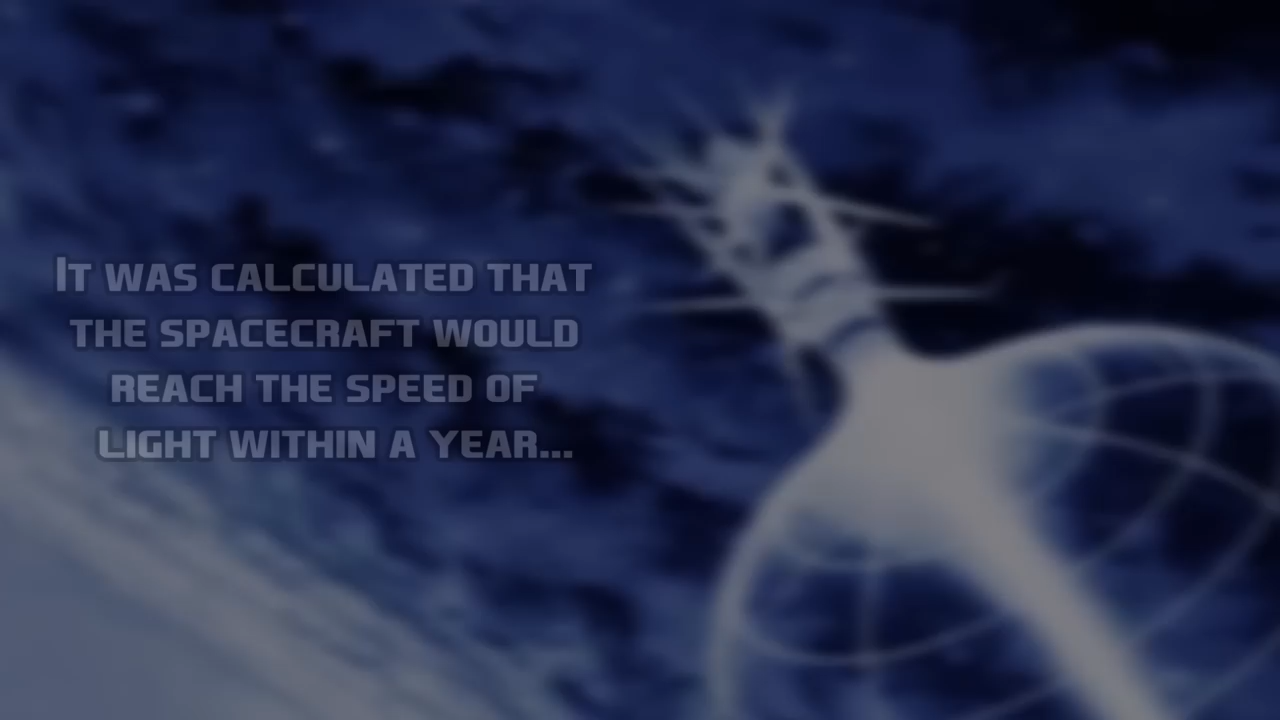 It was calculated that
the spacecraft would
reach the speed of
light within a year...